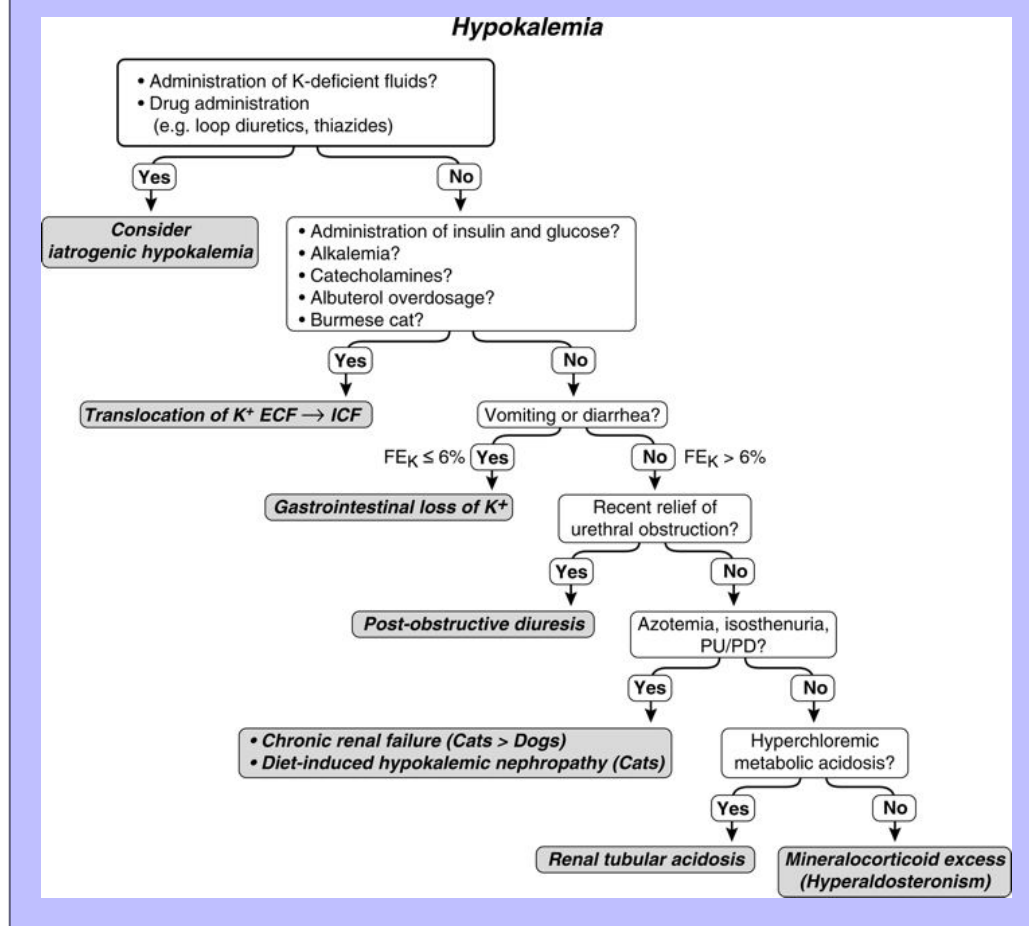 Hypokalemia
• Administration of K-deficient fluids?
• Drug administration
(e.g. loop diuretics, thiazides)
Yes
No
Consider
iatrogenic hypokalemia
• Administration of insulin and glucose?
• Alkalemia?
• Catecholamines?
• Albuterol overdosage?
• Burmese cat?
Yes
No
Translocation of K⁺ ECF → ICF
Vomiting or diarrhea?
FEK ≤ 6% Yes
No FEK > 6%
Gastrointestinal loss of K⁺
Recent relief of
urethral obstruction?
Yes
No
Post-obstructive diuresis
Azotemia, isosthenuria,
PU/PD?
Yes
No
• Chronic renal failure (Cats > Dogs)
• Diet-induced hypokalemic nephropathy (Cats)
Hyperchloremic
metabolic acidosis?
Yes
No
Renal tubular acidosis
Mineralocorticoid excess
(Hyperaldosteronism)